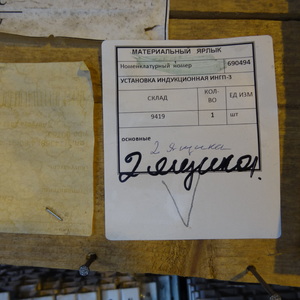 МАТЕРИАЛЬНЫЙ ЯРЛЫК
Номенклатурный номер 690494
УСТАНОВКА ИНДУКЦИОННАЯ ИНГП-3
СКЛАД КОЛ-ВО ЕД ИЗМ
9419 1 шт
основные
2 ящика
2 ящика.